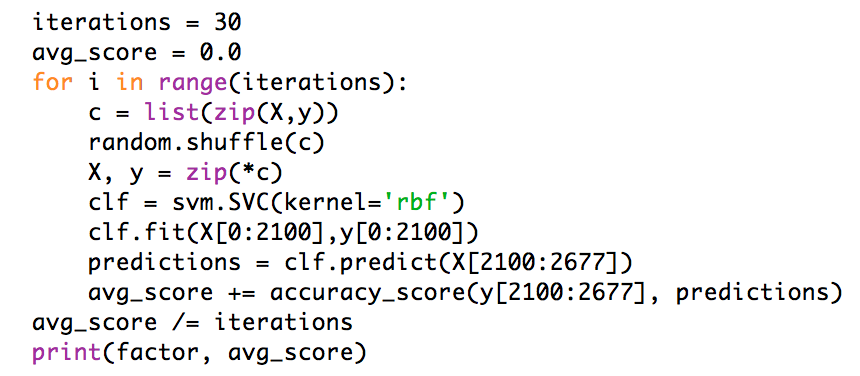 iterations = 30
avg_score = 0.0
for i in range(iterations):
    c = list(zip(X,y))
    random.shuffle(c)
    X, y = zip(*c)
    clf = svm.SVC(kernel='rbf')
    clf.fit(X[0:2100],y[0:2100])
    predictions = clf.predict(X[2100:2677])
    avg_score += accuracy_score(y[2100:2677], predictions)
avg_score /= iterations
print(factor, avg_score)